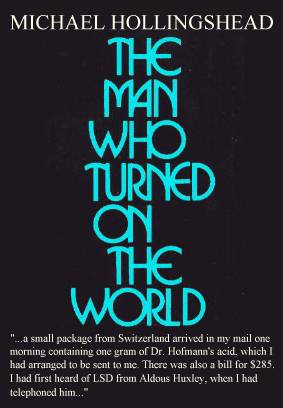 MICHAEL HOLLINGSHEAD
THE
MAN
WHO
TURNED
ON
THE
WORLD
"...a small package from Switzerland arrived in my mail one
morning containing one gram of Dr. Hofmann's acid, which I
had arranged to be sent to me. There was also a bill for $285.
I had first heard of LSD from Aldous Huxley, when I had
telephoned him..."